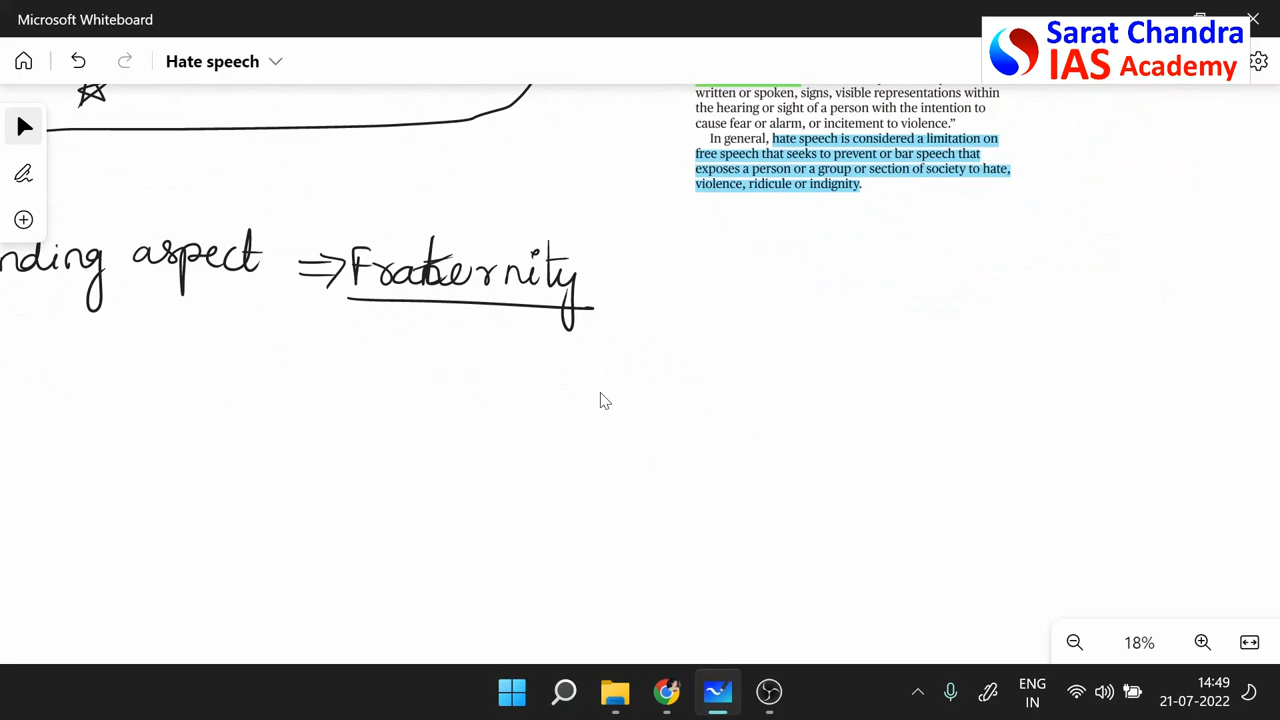 Microsoft Whiteboard
Sarat Chandra
IAS Academy
Hate speech
written or spoken, signs, visible representations within
the hearing or sight of a person with the intention to
cause fear or alarm, or incitement to violence.”
In general, hate speech is considered a limitation on
free speech that seeks to prevent or bar speech that
exposes a person or a group or section of society to hate,
violence, ridicule or indignity.
nding aspect ⇒ Fraternity
18%
ENG
IN
14:49
21-07-2022